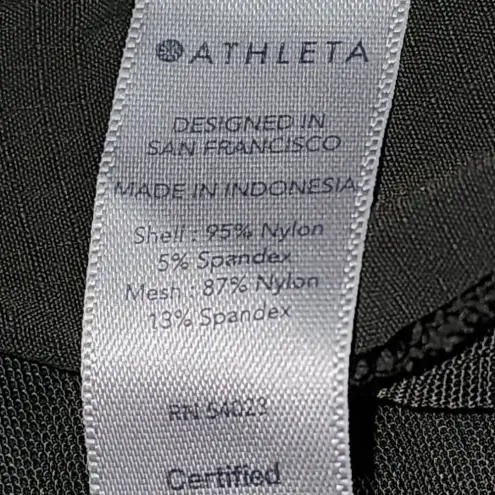 ATHLETA
DESIGNED IN
SAN FRANCISCO
MADE IN INDONESIA
Shell : 95% Nylon
5% Spandex
Mesh : 87% Nylon
13% Spandex
RN 54023
Certified